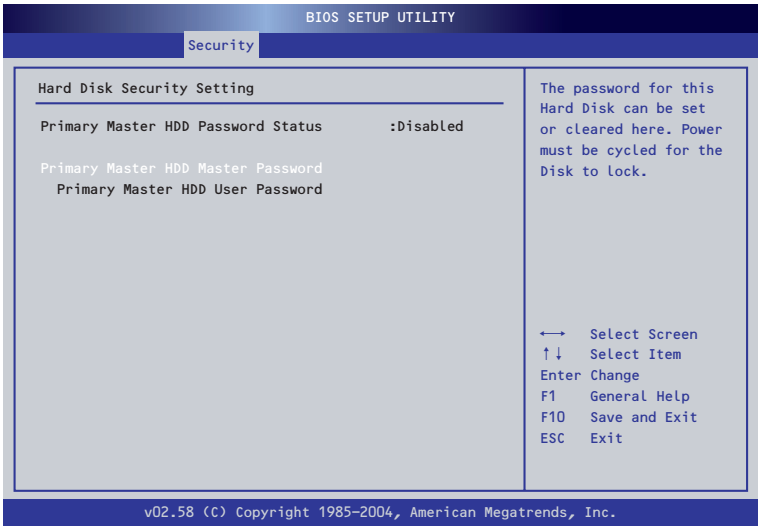 BIOS SETUP UTILITY
Security
Hard Disk Security Setting
Primary Master HDD Password Status :Disabled
Primary Master HDD Master Password
Primary Master HDD User Password
The password for this
Hard Disk can be set
or cleared here. Power
must be cycled for the
Disk to lock.
←→ Select Screen
↑↓ Select Item
Enter Change
F1 General Help
F10 Save and Exit
ESC Exit
v02.58 (C) Copyright 1985-2004, American Megatrends, Inc.